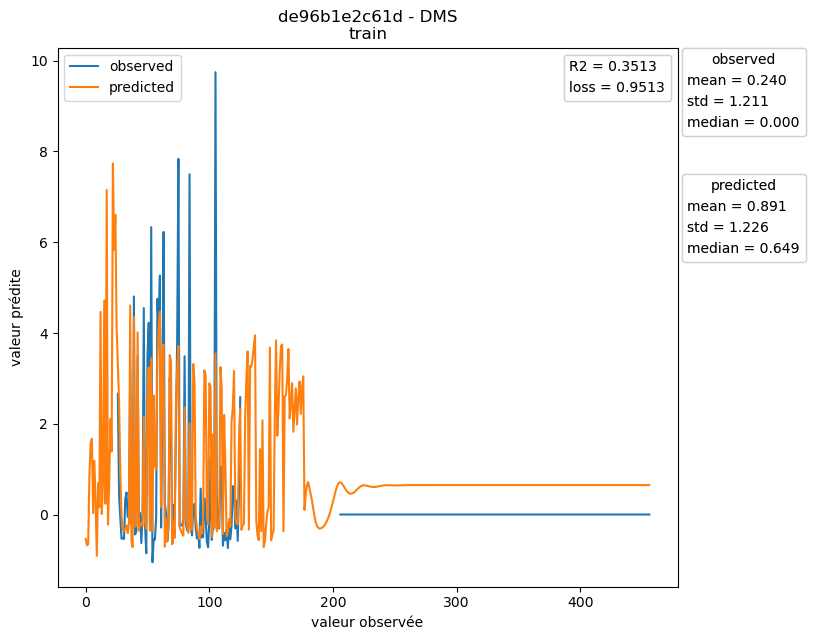 de96b1e2c61d - DMS
train
observed
predicted
R2 = 0.3513
loss = 0.9513
observed
mean = 0.240
std = 1.211
median = 0.000
predicted
mean = 0.891
std = 1.226
median = 0.649
valeur prédite
10
8
6
4
2
0
0
100
200
300
400
valeur observée